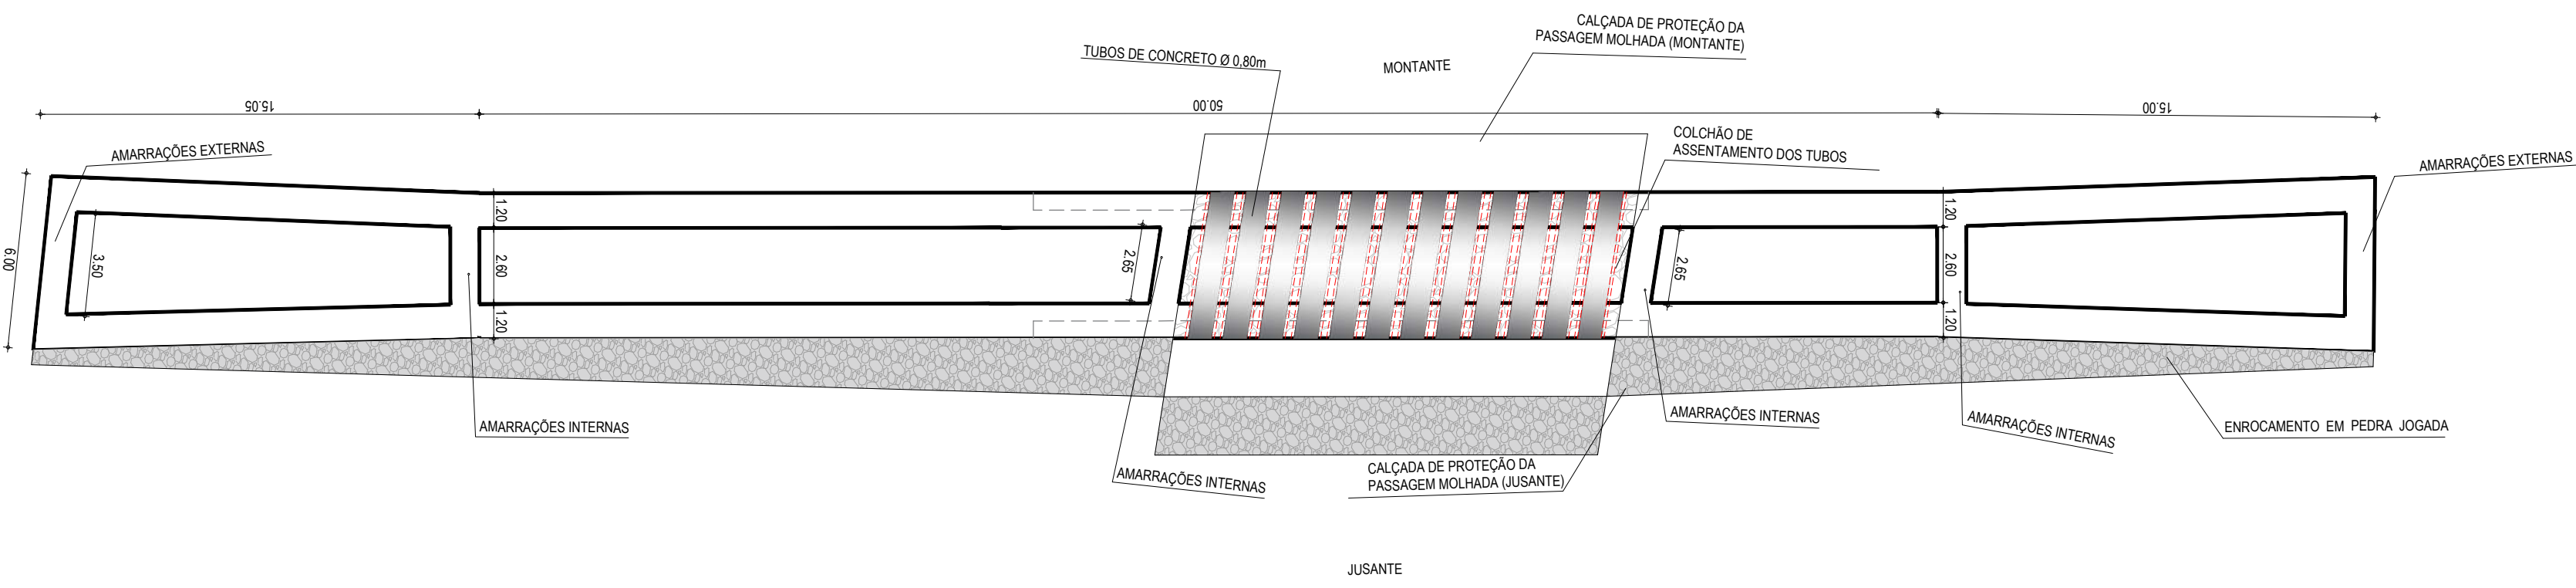 CALÇADA DE PROTEÇÃO DA
PASSAGEM MOLHADA (MONTANTE)
TUBOS DE CONCRETO Ø 0,80m
MONTANTE
15.05
50.00
15.00
COLCHÃO DE
ASSENTAMENTO DOS TUBOS
AMARRAÇÕES EXTERNAS
AMARRAÇÕES EXTERNAS
6.00
3.50
1.20
2.60
1.20
2.65
2.65
1.20
2.60
1.20
AMARRAÇÕES INTERNAS
AMARRAÇÕES INTERNAS
AMARRAÇÕES INTERNAS
AMARRAÇÕES INTERNAS
ENROCAMENTO EM PEDRA JOGADA
CALÇADA DE PROTEÇÃO DA
PASSAGEM MOLHADA (JUSANTE)
JUSANTE